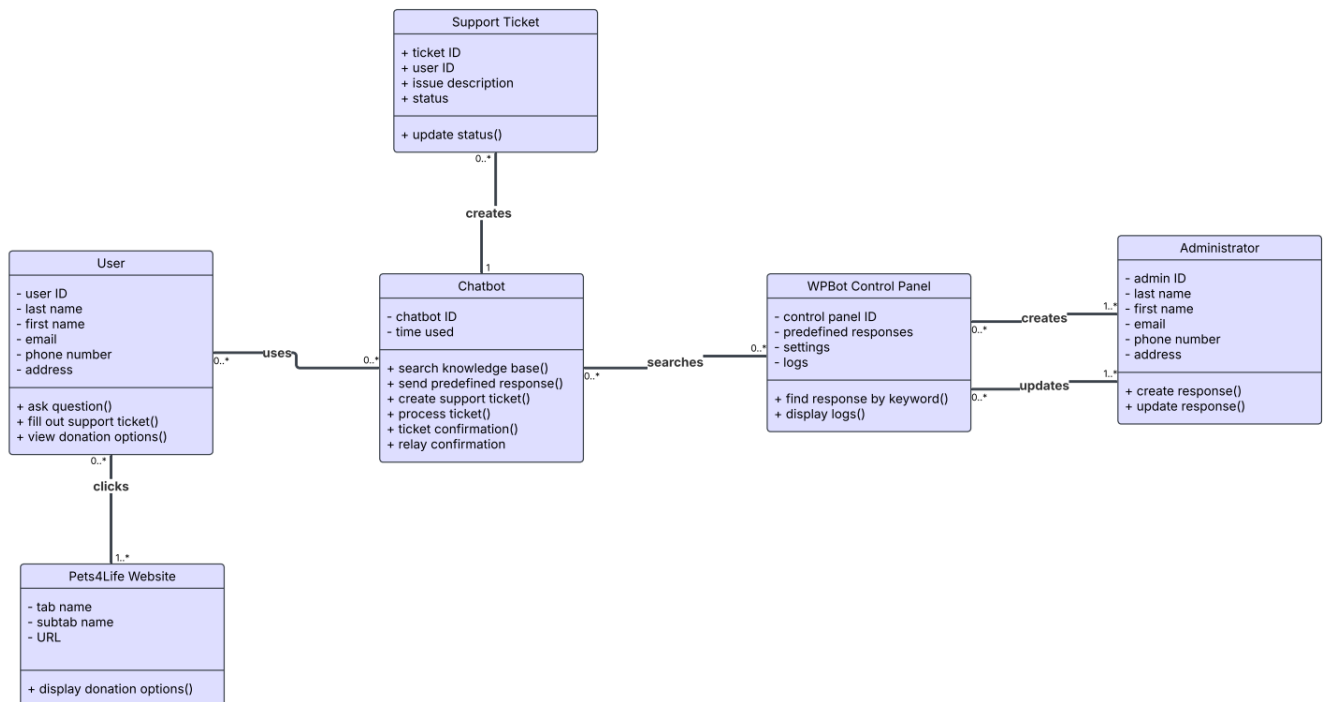 Support Ticket
+ ticket ID
+ user ID
+ issue description
+ status
+ update status()
0..*
creates
1
User
- user ID
- last name
- first name
- email
- phone number
- address
+ ask question()
+ fill out support ticket()
+ view donation options()
0..*
uses
0..*
Chatbot
- chatbot ID
- time used
+ search knowledge base()
+ send predefined response()
+ create support ticket()
+ process ticket()
+ ticket confirmation()
+ relay confirmation
0..*
searches
0..*
WPBot Control Panel
- control panel ID
- predefined responses
- settings
- logs
+ find response by keyword()
+ display logs()
0..*
creates
1..*
0..*
updates
1..*
Administrator
- admin ID
- last name
- first name
- email
- phone number
- address
+ create response()
+ update response()
0..*
clicks
1..*
Pets4Life Website
- tab name
- subtab name
- URL
+ display donation options()